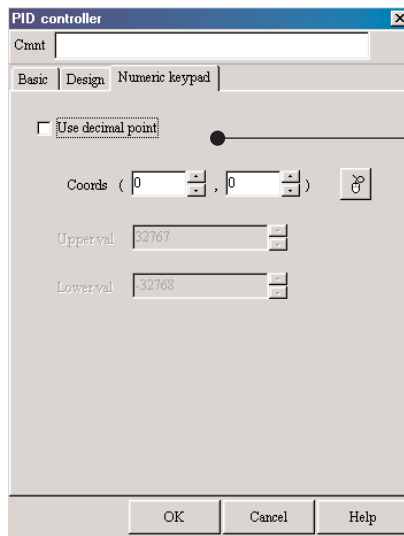 PID controller
Cmnt
Basic Design Numeric keypad
Use decimal point
Coords ( 0 , 0 )
Upper val 32767
Lower val -32768
OK Cancel Help